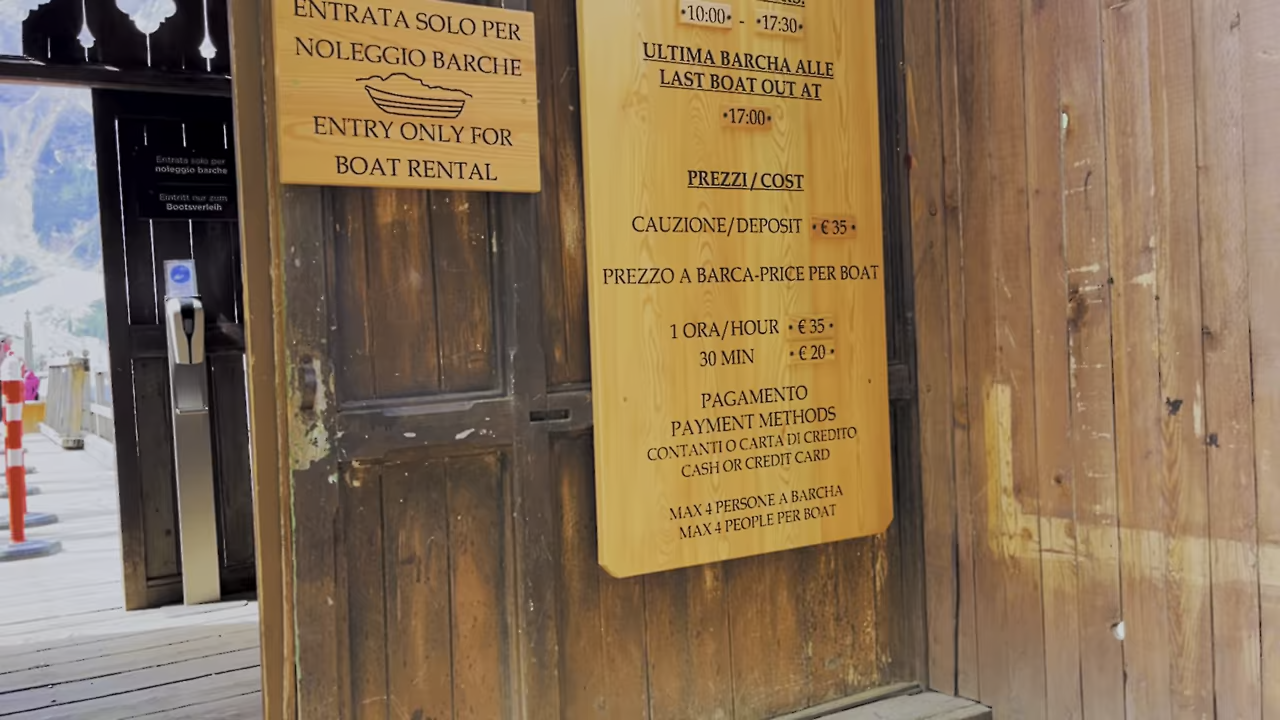 ENTRATA SOLO PER
NOLEGGIO BARCHE
ENTRY ONLY FOR
BOAT RENTAL
Entrata solo per
noleggio barche
Eintritt nur zum
Bootsverleih
10:00 - 17:30
ULTIMA BARCHA ALLE
LAST BOAT OUT AT
17:00
PREZZI / COST
CAUZIONE/DEPOSIT € 35
PREZZO A BARCA-PRICE PER BOAT
1 ORA/HOUR € 35
30 MIN € 20
PAGAMENTO
PAYMENT METHODS
CONTANTI O CARTA DI CREDITO
CASH OR CREDIT CARD
MAX 4 PERSONE A BARCHA
MAX 4 PEOPLE PER BOAT